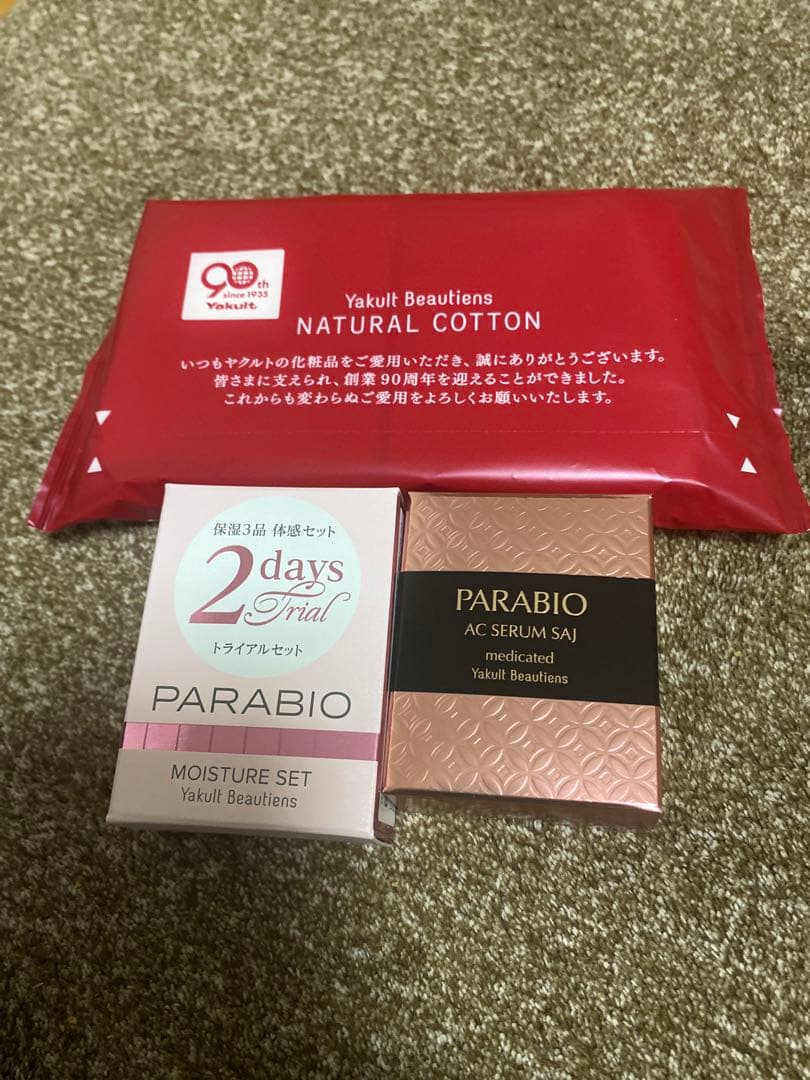 90th
since 1935
Yakult
Yakult Beautiens
NATURAL COTTON
いつもヤクルトの化粧品をご愛用いただき、誠にありがとうございます。
皆さまに支えられ、創業90周年を迎えることができました。
これからも変わらぬご愛用をよろしくお願いいたします。
保湿3品 体感セット
2 days
Trial
トライアルセット
PARABIO
MOISTURE SET
Yakult Beautiens
PARABIO
AC SERUM SAJ
medicated
Yakult Beautiens